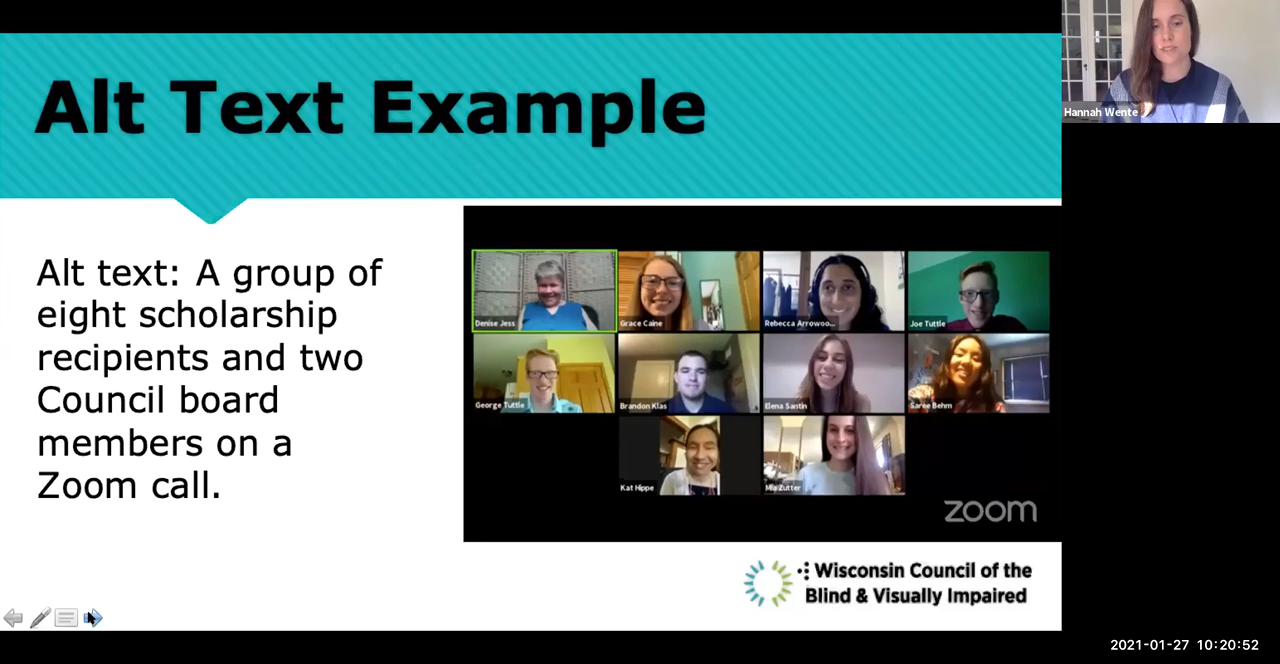 Alt Text Example
Hannah Wente
Alt text: A group of
eight scholarship
recipients and two
Council board
members on a
Zoom call.
Denise Jess
Grace Caine
Rebecca Arrowoo...
Joe Tuttle
George Tuttle
Brandon Klas
Elena Saintin
Saree Behm
Kat Hippe
Mia Zutter
zoom
Wisconsin Council of the
Blind & Visually Impaired
2021-01-27 10:20:52